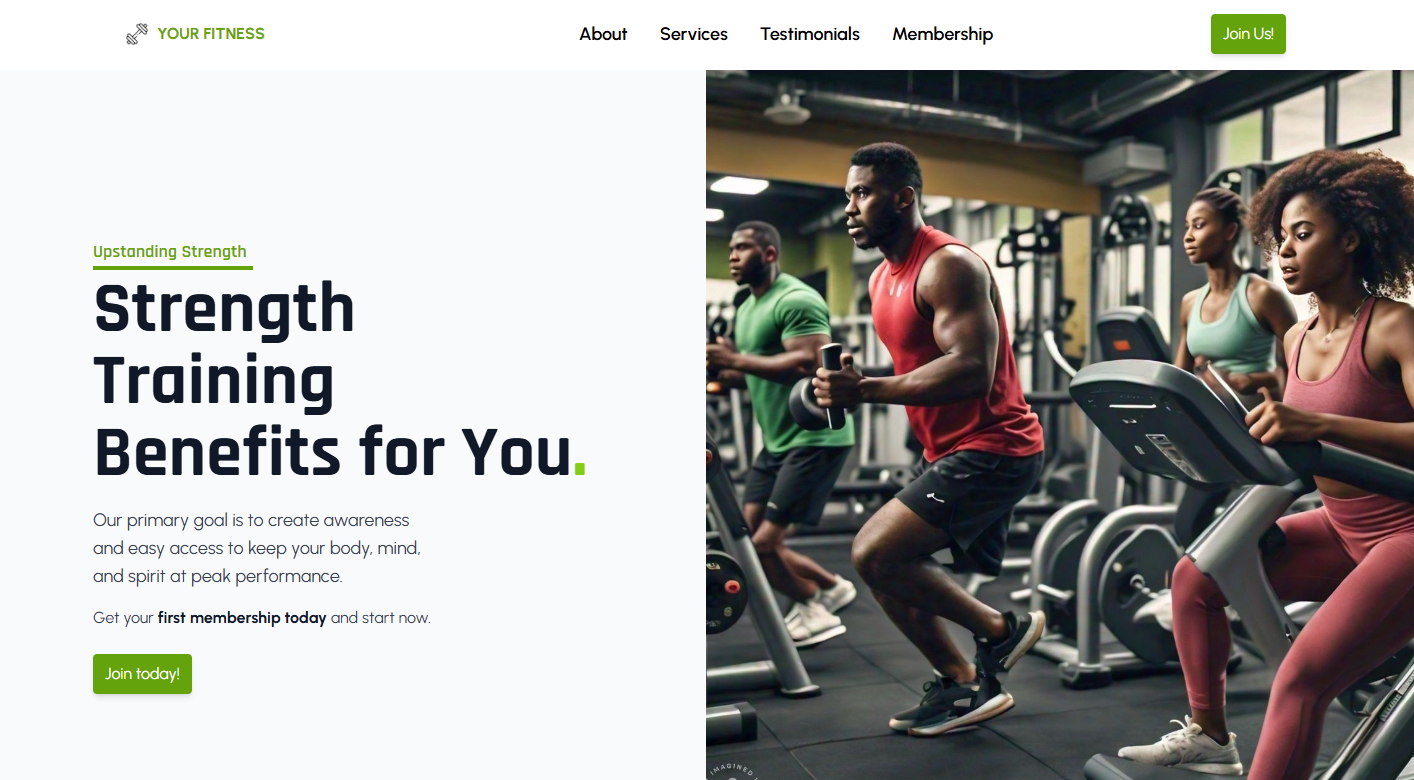 YOUR FITNESS
About
Services
Testimonials
Membership
Join Us!
Upstanding Strength
Strength
Training
Benefits for You.
Our primary goal is to create awareness
and easy access to keep your body, mind,
and spirit at peak performance.
Get your first membership today and start now.
Join today!
IMAGINED